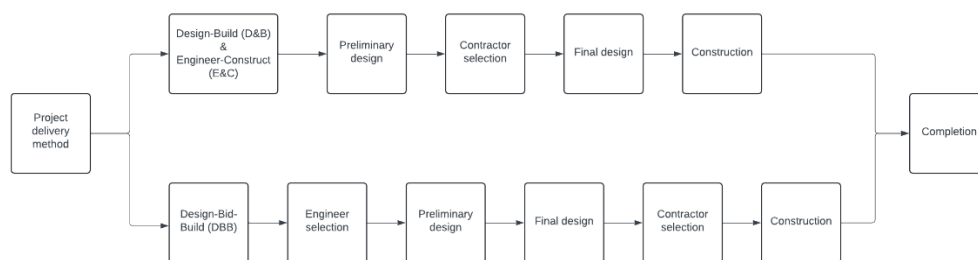 Project
delivery
method
Design-Build (D&B)
&
Engineer-Construct
(E&C)
Preliminary
design
Contractor
selection
Final design
Construction
Design-Bid-
Build (DBB)
Engineer
selection
Preliminary
design
Final design
Contractor
selection
Construction
Completion